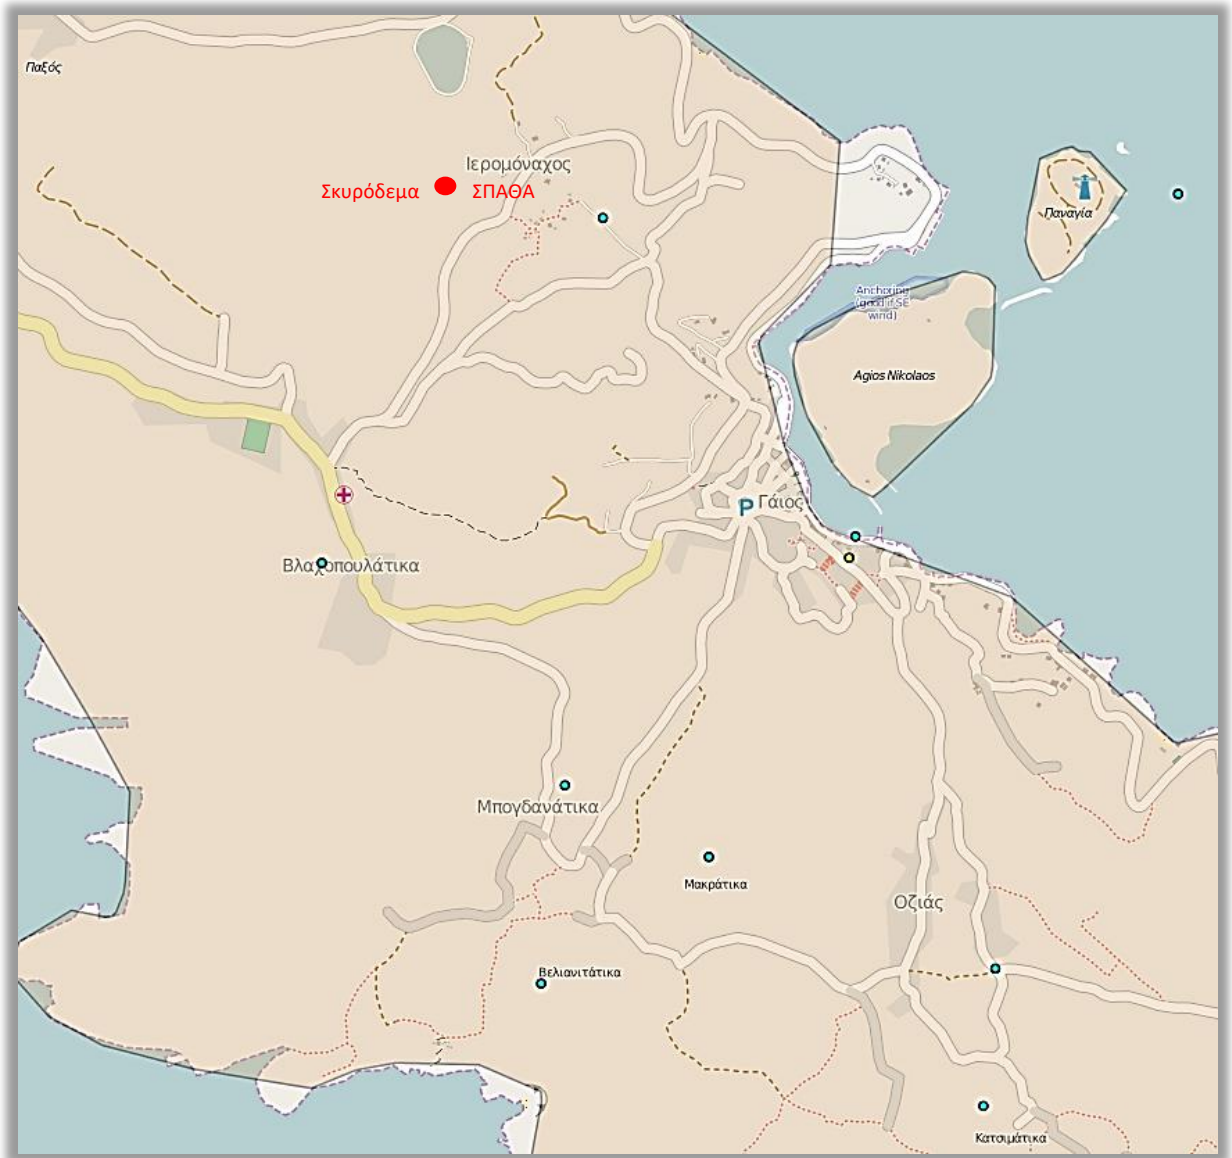 Παξός
Ιερομόναχος
Σκυρόδεμα ΣΠΑΘΑ
Παναγία
Anchoring
(good if SE
wind)
Agios Nikolaos
P Γάιος
Βλαχοπουλάτικα
Μπογδανάτικα
Μακράτικα
Οζιάς
Βελιανιτάτικα
Κατσιμάτικα